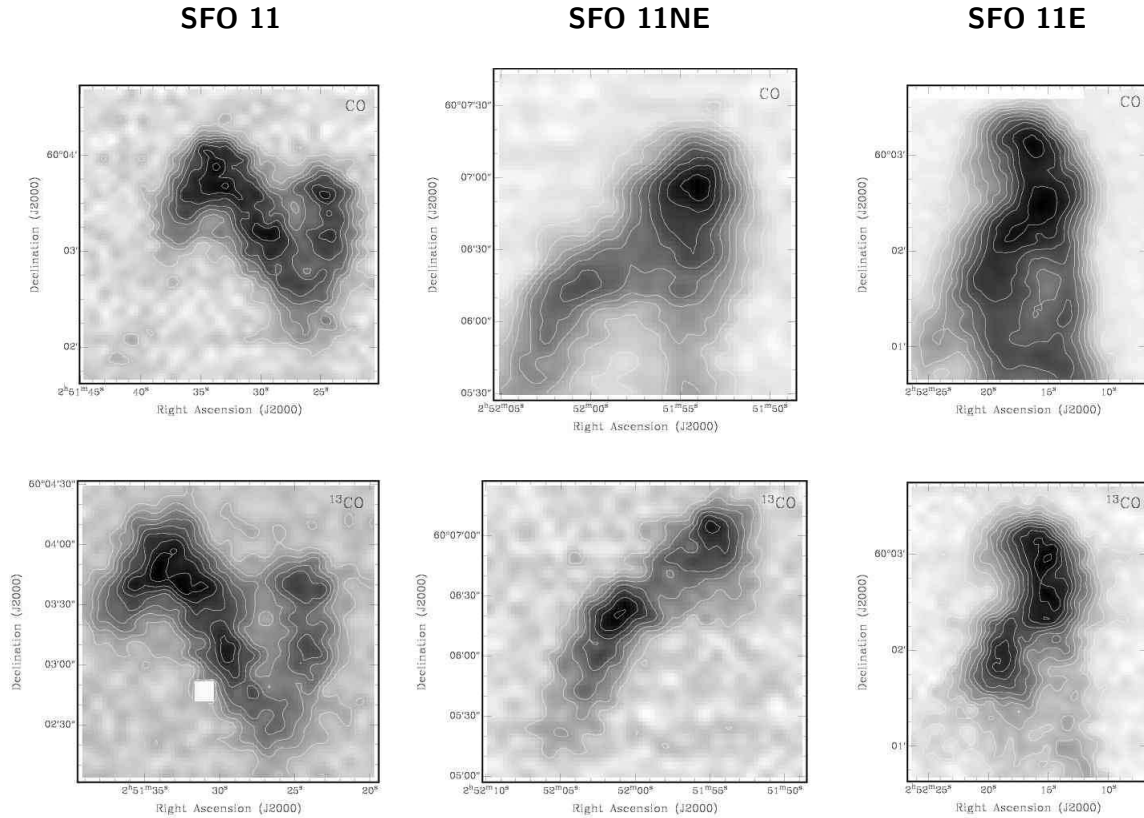 SFO 11
SFO 11NE
SFO 11E
CO
60°04'
03'
02'
2ʰ51ᵐ45ˢ 40ˢ 35ˢ 30ˢ 25ˢ
Right Ascension (J2000)
Declination (J2000)
CO
60°07'30"
07'00"
06'30"
06'00"
05'30"
2ʰ52ᵐ05ˢ 52ᵐ00ˢ 51ᵐ55ˢ 51ᵐ50ˢ
Right Ascension (J2000)
Declination (J2000)
CO
60°03'
02'
01'
2ʰ52ᵐ25ˢ 20ˢ 15ˢ 10ˢ
Right Ascension (J2000)
Declination (J2000)
¹³CO
60°04'30"
04'00"
03'30"
03'00"
02'30"
2ʰ51ᵐ35ˢ 30ˢ 25ˢ 20ˢ
Right Ascension (J2000)
Declination (J2000)
¹³CO
60°07'00"
06'30"
06'00"
05'30"
05'00"
2ʰ52ᵐ10ˢ 52ᵐ05ˢ 52ᵐ00ˢ 51ᵐ55ˢ 51ᵐ50ˢ
Right Ascension (J2000)
Declination (J2000)
¹³CO
60°03'
02'
01'
2ʰ52ᵐ25ˢ 20ˢ 15ˢ 10ˢ
Right Ascension (J2000)
Declination (J2000)